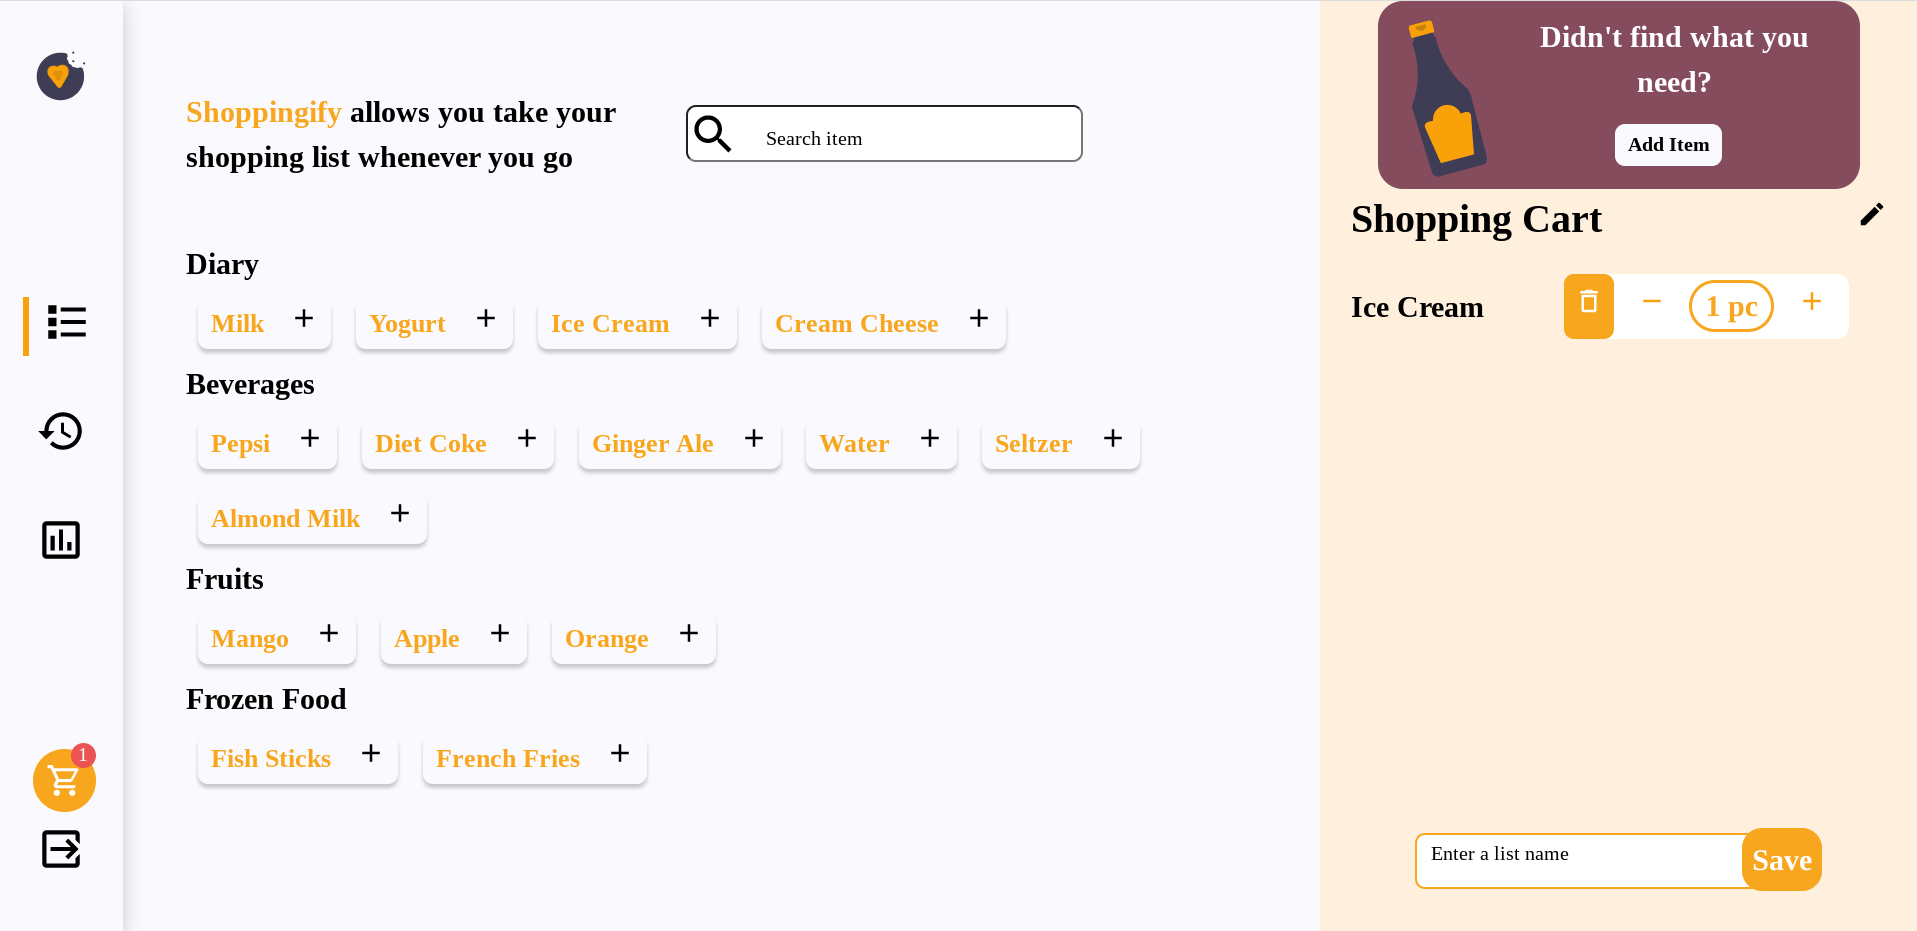 Shoppingify allows you take your
shopping list whenever you go
Search item
Diary
Milk
Yogurt
Ice Cream
Cream Cheese
Beverages
Pepsi
Diet Coke
Ginger Ale
Water
Seltzer
Almond Milk
Fruits
Mango
Apple
Orange
Frozen Food
Fish Sticks
French Fries
1
Didn't find what you
need?
Add Item
Shopping Cart
Ice Cream
1 pc
Enter a list name
Save